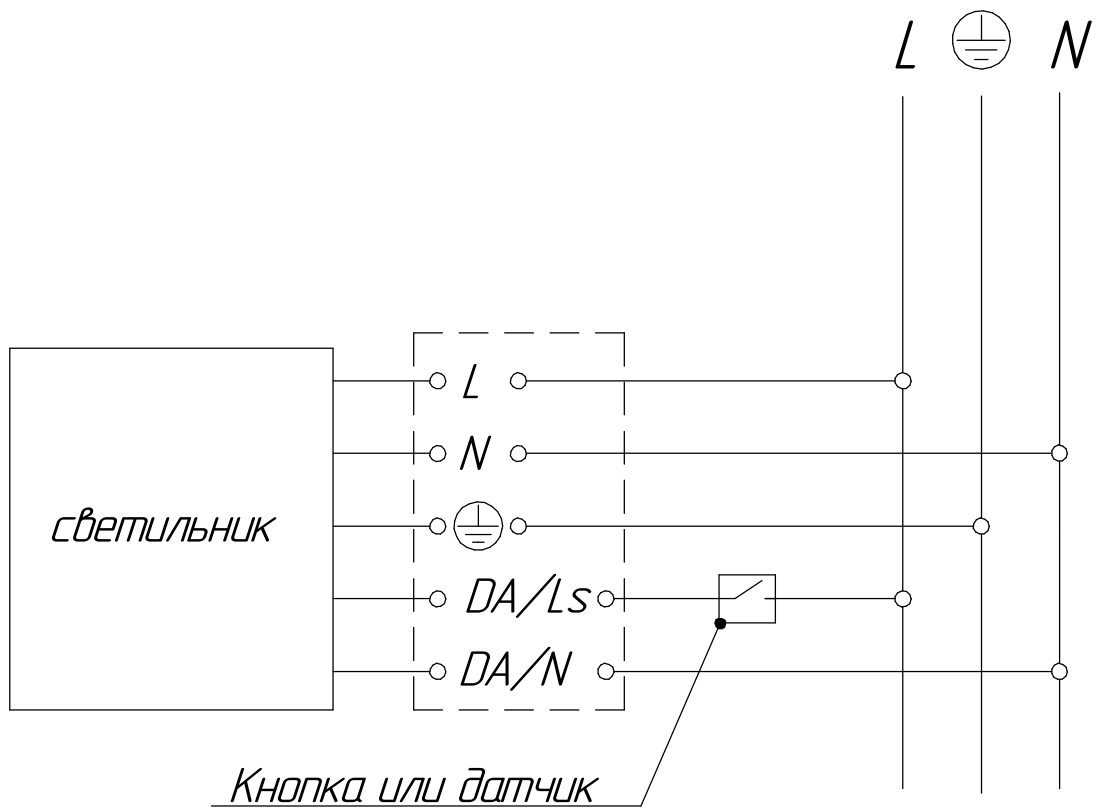 L N
L
N
светильник
DA/Ls
DA/N
Кнопка или датчик